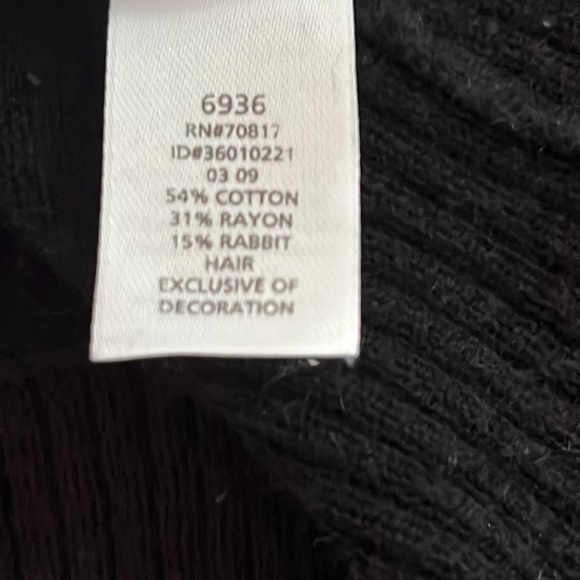 6936
RN#70817
ID#36010221
03 09
54% COTTON
31% RAYON
15% RABBIT
HAIR
EXCLUSIVE OF
DECORATION